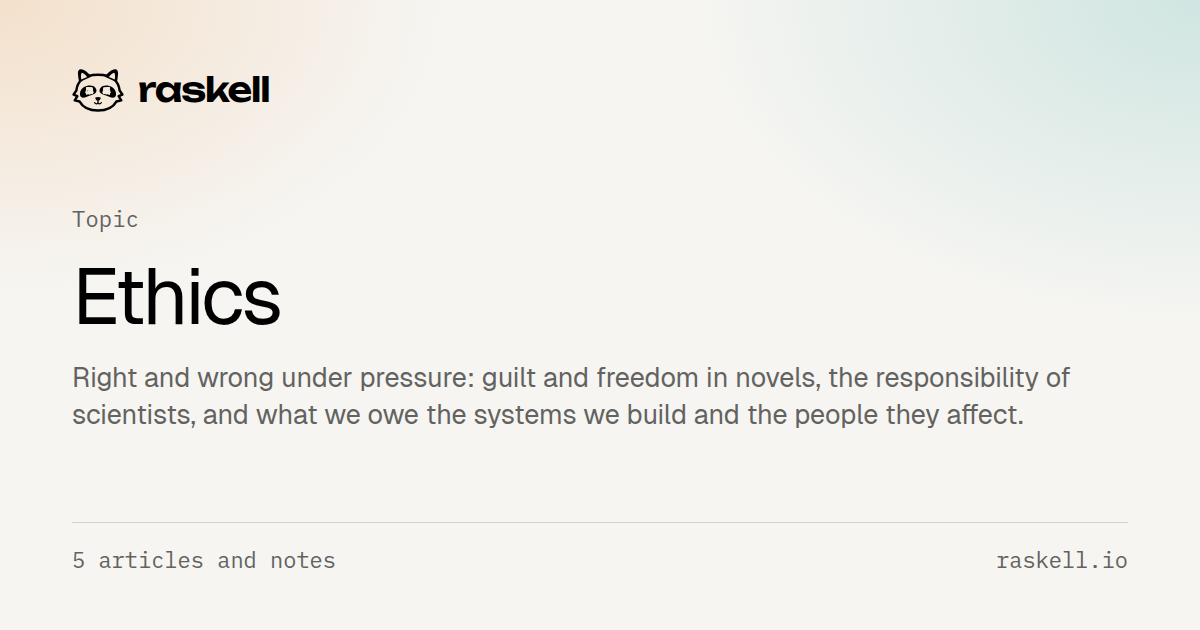 raskell
Topic
Ethics
Right and wrong under pressure: guilt and freedom in novels, the responsibility of
scientists, and what we owe the systems we build and the people they affect.
5 articles and notes
raskell.io